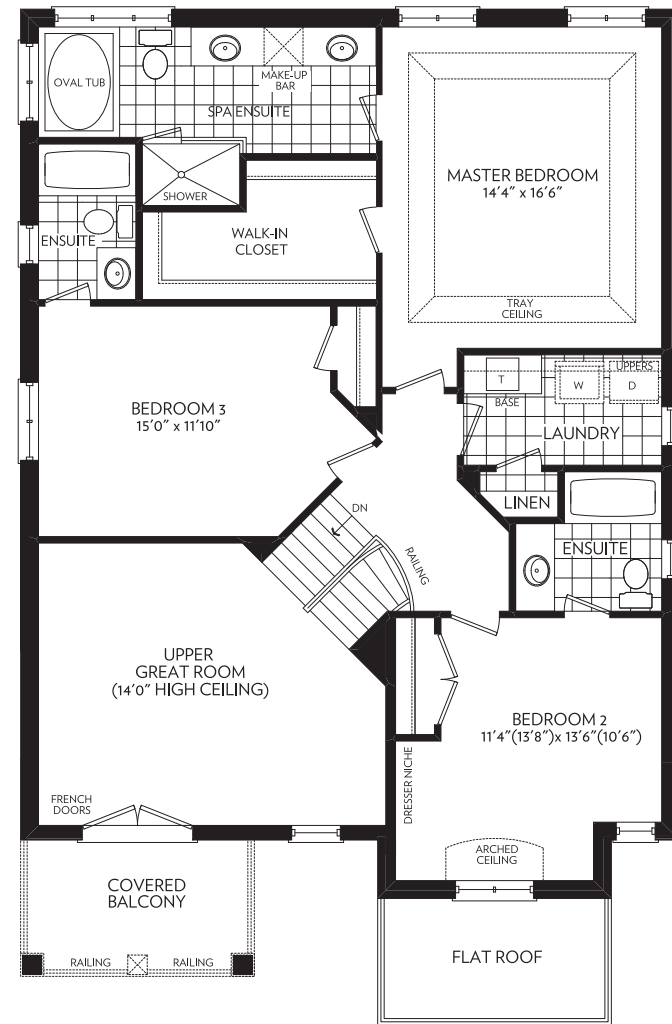 OVAL TUB
MAKE-UP
BAR
SPA ENSUITE
MASTER BEDROOM
14'4" x 16'6"
SHOWER
ENSUITE
WALK-IN
CLOSET
TRAY
CEILING
BEDROOM 3
15'0" x 11'10"
T
W
UPPERS
D
BASE
LAUNDRY
LINEN
DN
RAILING
ENSUITE
UPPER
GREAT ROOM
(14'0" HIGH CEILING)
BEDROOM 2
11'4"(13'8")x 13'6"(10'6")
DRESSER NICHE
FRENCH
DOORS
ARCHED
CEILING
COVERED
BALCONY
RAILING
RAILING
FLAT ROOF